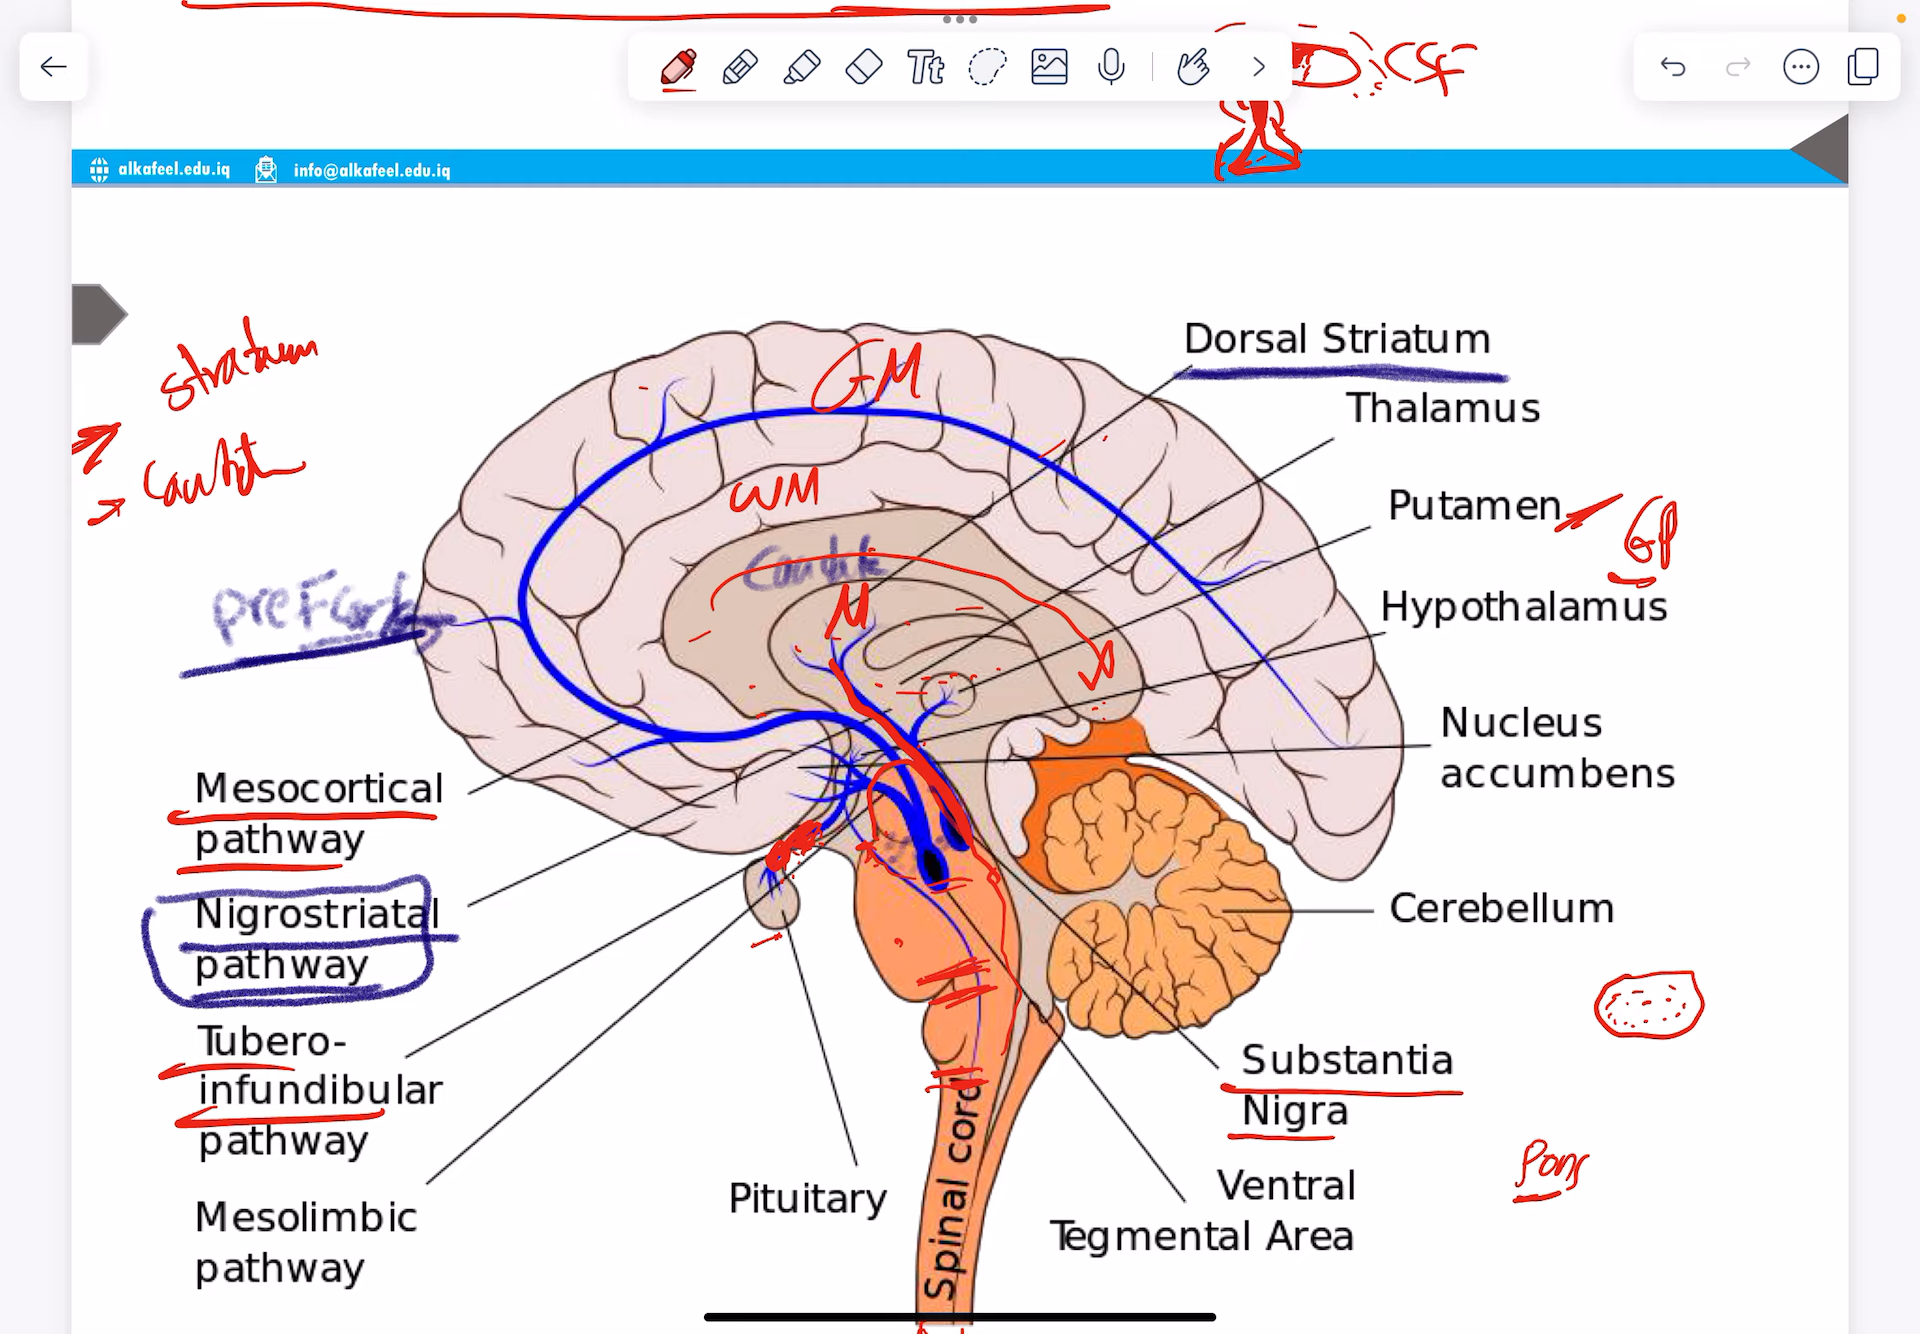 Tt
CSF
alkafeel.edu.iq info@alkafeel.edu.iq
Dorsal Striatum
stratum
GM
Thalamus
WM
Putamen
GP
Caudate
M
Hypothalamus
Nucleus
accumbens
Mesocortical
pathway
Nigrostriatal
pathway
Cerebellum
Tubero-
infundibular
pathway
Substantia
Nigra
Pons
Pituitary
Ventral
Tegmental Area
Mesolimbic
pathway
Spinal cord